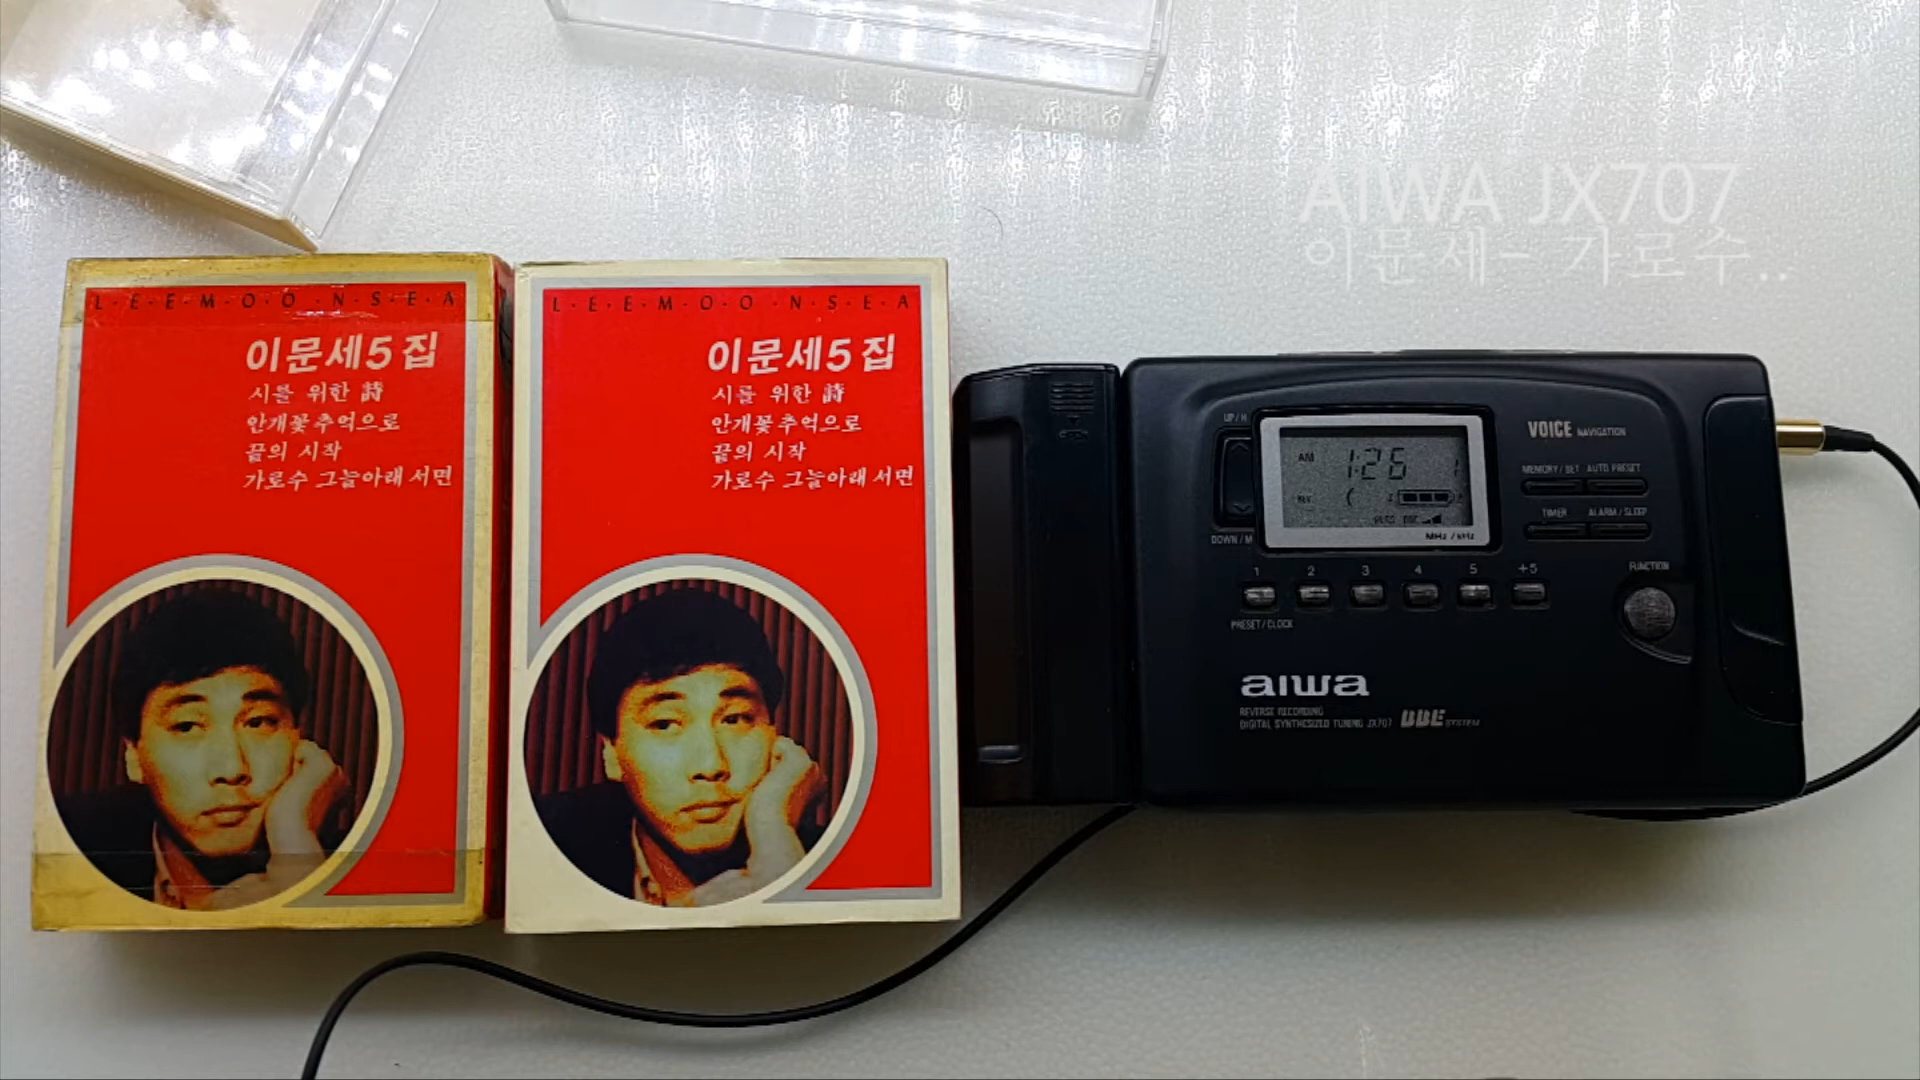 AIWA JX707
이문세- 가로수..
L·E·E·M·O·O·N·S·E·A
이문세5집
시를 위한 詩
안개꽃 추억으로
끝의 시작
가로수 그늘아래 서면
L·E·E·M·O·O·N·S·E·A
이문세5집
시를 위한 詩
안개꽃 추억으로
끝의 시작
가로수 그늘아래 서면
UP / H
DOWN / M
AM 1:26 1
REV
MHz / kHz
VOICE NAVIGATION
MEMORY / SET AUTO PRESET
TIMER ALARM / SLEEP
FUNCTION
1 2 3 4 5 +5
PRESET / CLOCK
aiwa
REVERSE RECORDING
DIGITAL SYNTHESIZED TUNING JX707 BBE SYSTEM